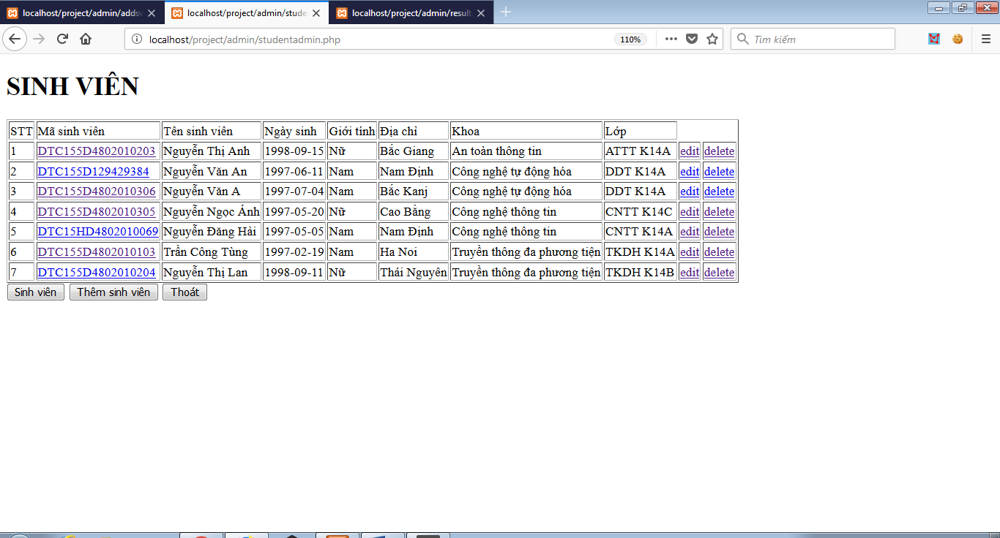 localhost/project/admin/addsv
localhost/project/admin/stude
localhost/project/admin/result
localhost/project/admin/studentadmin.php
110%
Tìm kiếm
SINH VIÊN
STT Mã sinh viên Tên sinh viên Ngày sinh Giới tính Địa chỉ Khoa Lớp
1 DTC155D4802010203 Nguyễn Thị Anh 1998-09-15 Nữ Bắc Giang An toàn thông tin ATTT K14A edit delete
2 DTC155D129429384 Nguyễn Văn An 1997-06-11 Nam Nam Định Công nghệ tự động hóa DDT K14A edit delete
3 DTC155D4802010306 Nguyễn Văn A 1997-07-04 Nam Bắc Kanj Công nghệ tự động hóa DDT K14A edit delete
4 DTC155D4802010305 Nguyễn Ngọc Ánh 1997-05-20 Nữ Cao Bằng Công nghệ thông tin CNTT K14C edit delete
5 DTC15HD4802010069 Nguyễn Đăng Hải 1997-05-05 Nam Nam Định Công nghệ thông tin CNTT K14A edit delete
6 DTC155D4802010103 Trần Công Tùng 1997-02-19 Nam Ha Noi Truyền thông đa phương tiện TKDH K14A edit delete
7 DTC155D4802010204 Nguyễn Thị Lan 1998-09-11 Nữ Thái Nguyên Truyền thông đa phương tiện TKDH K14B edit delete
Sinh viên Thêm sinh viên Thoát